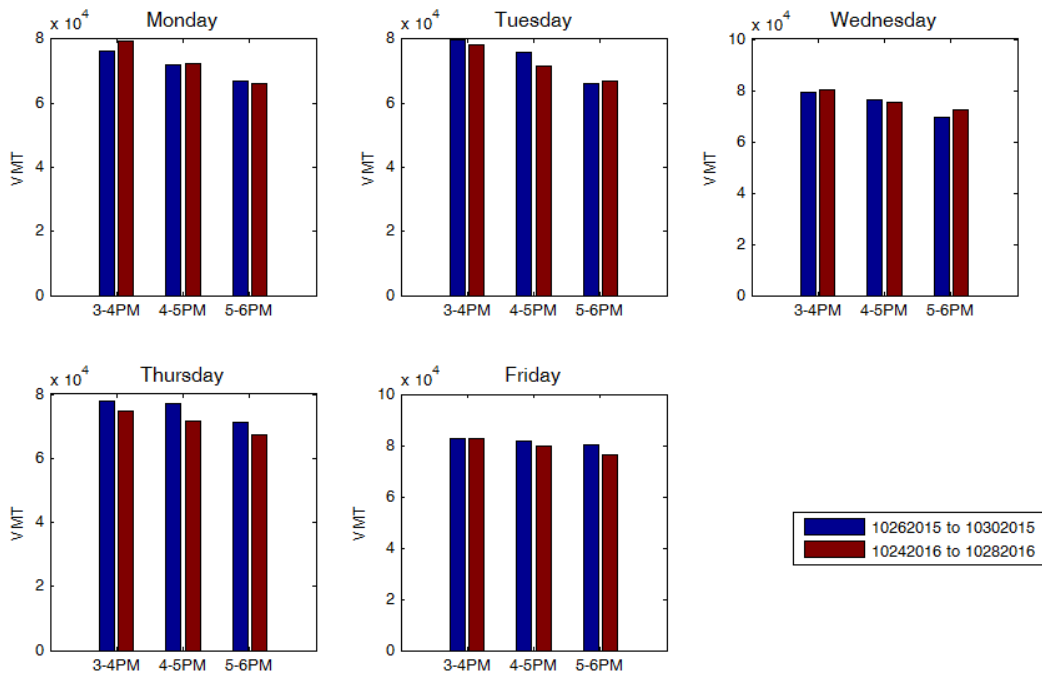 Monday
x 10^4
8
6
4
2
0
VMT
3-4PM 4-5PM 5-6PM
Tuesday
x 10^4
8
6
4
2
0
VMT
3-4PM 4-5PM 5-6PM
Wednesday
x 10^4
10
8
6
4
2
0
VMT
3-4PM 4-5PM 5-6PM
Thursday
x 10^4
8
6
4
2
0
VMT
3-4PM 4-5PM 5-6PM
Friday
x 10^4
10
8
6
4
2
0
VMT
3-4PM 4-5PM 5-6PM
10262015 to 10302015
10242016 to 10282016